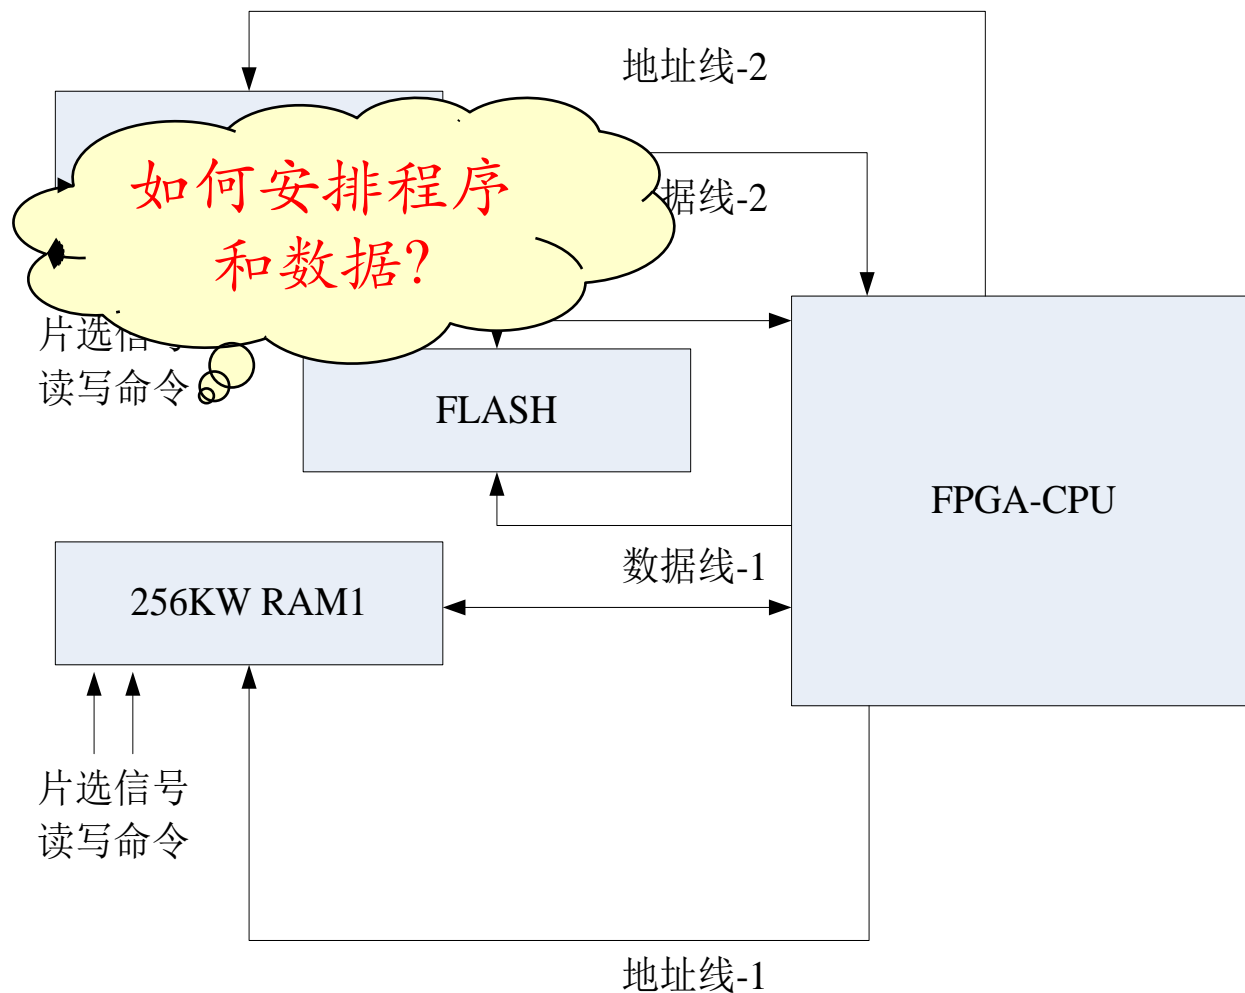 地址线-2
据线-2
如何安排程序
和数据?
片选信号
读写命令
FLASH
FPGA-CPU
数据线-1
256KW RAM1
片选信号
读写命令
地址线-1